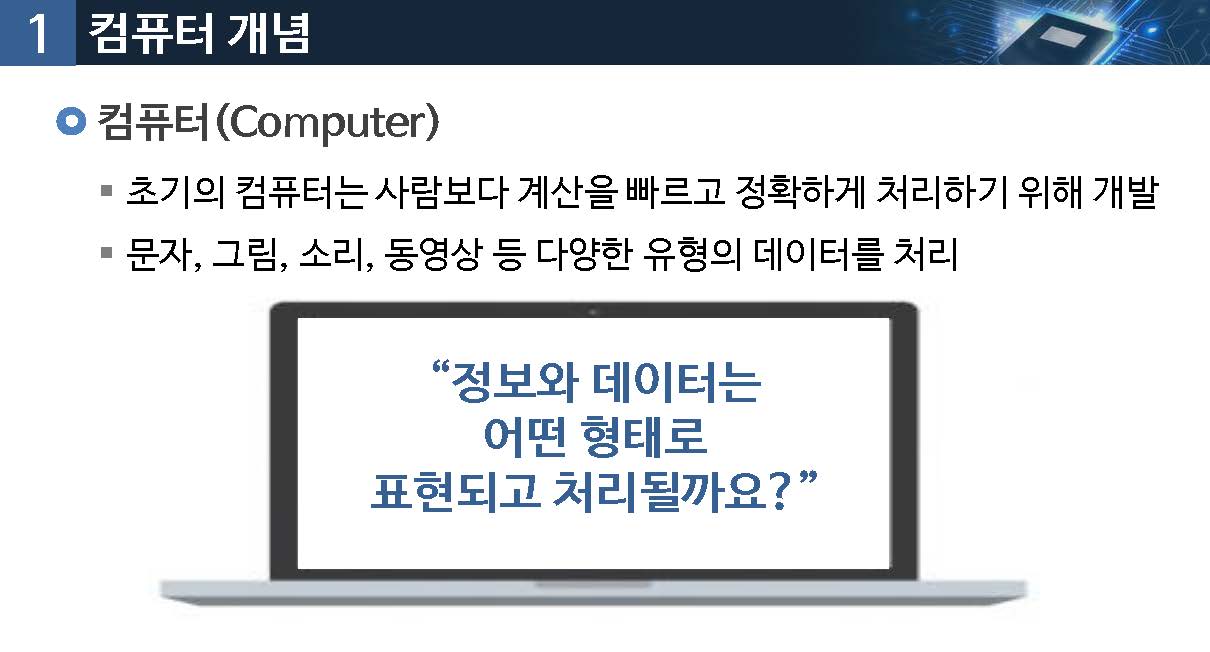 1 컴퓨터 개념
컴퓨터(Computer)
초기의 컴퓨터는 사람보다 계산을 빠르고 정확하게 처리하기 위해 개발
문자, 그림, 소리, 동영상 등 다양한 유형의 데이터를 처리
“정보와 데이터는
어떤 형태로
표현되고 처리될까요?”